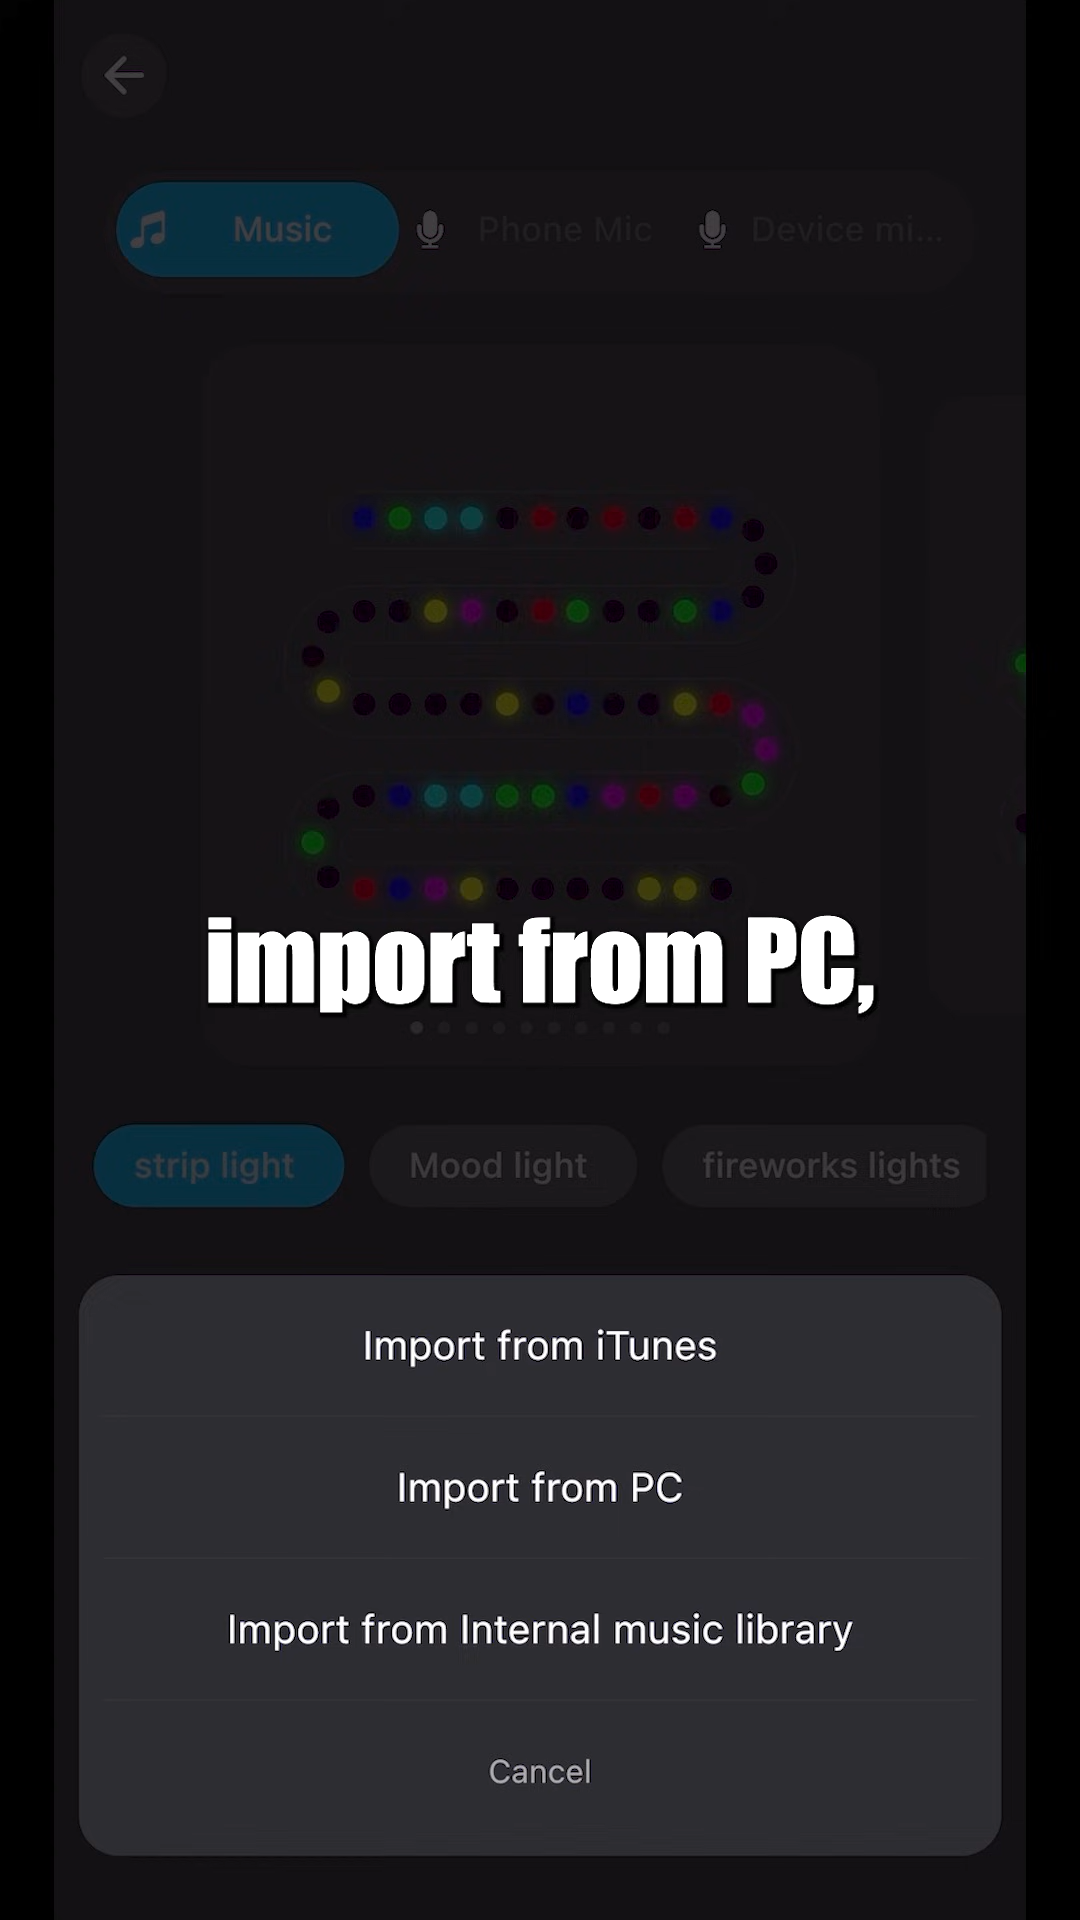 Music
Phone Mic
Device mi...
import from PC,
strip light
Mood light
fireworks lights
Import from iTunes
Import from PC
Import from Internal music library
Cancel